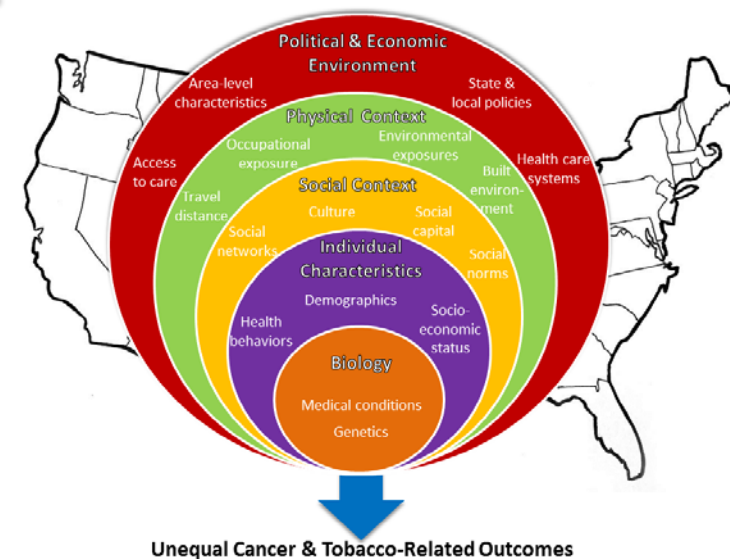 Political & Economic
Environment
Area-level
characteristics
State &
local policies
Access
to care
Health care
systems
Physical Context
Occupational
exposure
Environmental
exposures
Travel
distance
Built
environ-
ment
Social Context
Culture
Social
capital
Social
networks
Social
norms
Individual
Characteristics
Demographics
Health
behaviors
Socio-
economic
status
Biology
Medical conditions
Genetics
Unequal Cancer & Tobacco-Related Outcomes